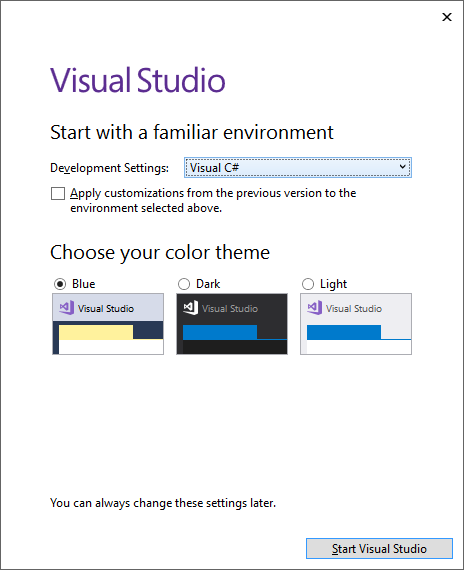 Visual Studio
Start with a familiar environment
Development Settings: Visual C#
Apply customizations from the previous version to the
environment selected above.
Choose your color theme
Blue Dark Light
Visual Studio Visual Studio Visual Studio
You can always change these settings later.
Start Visual Studio